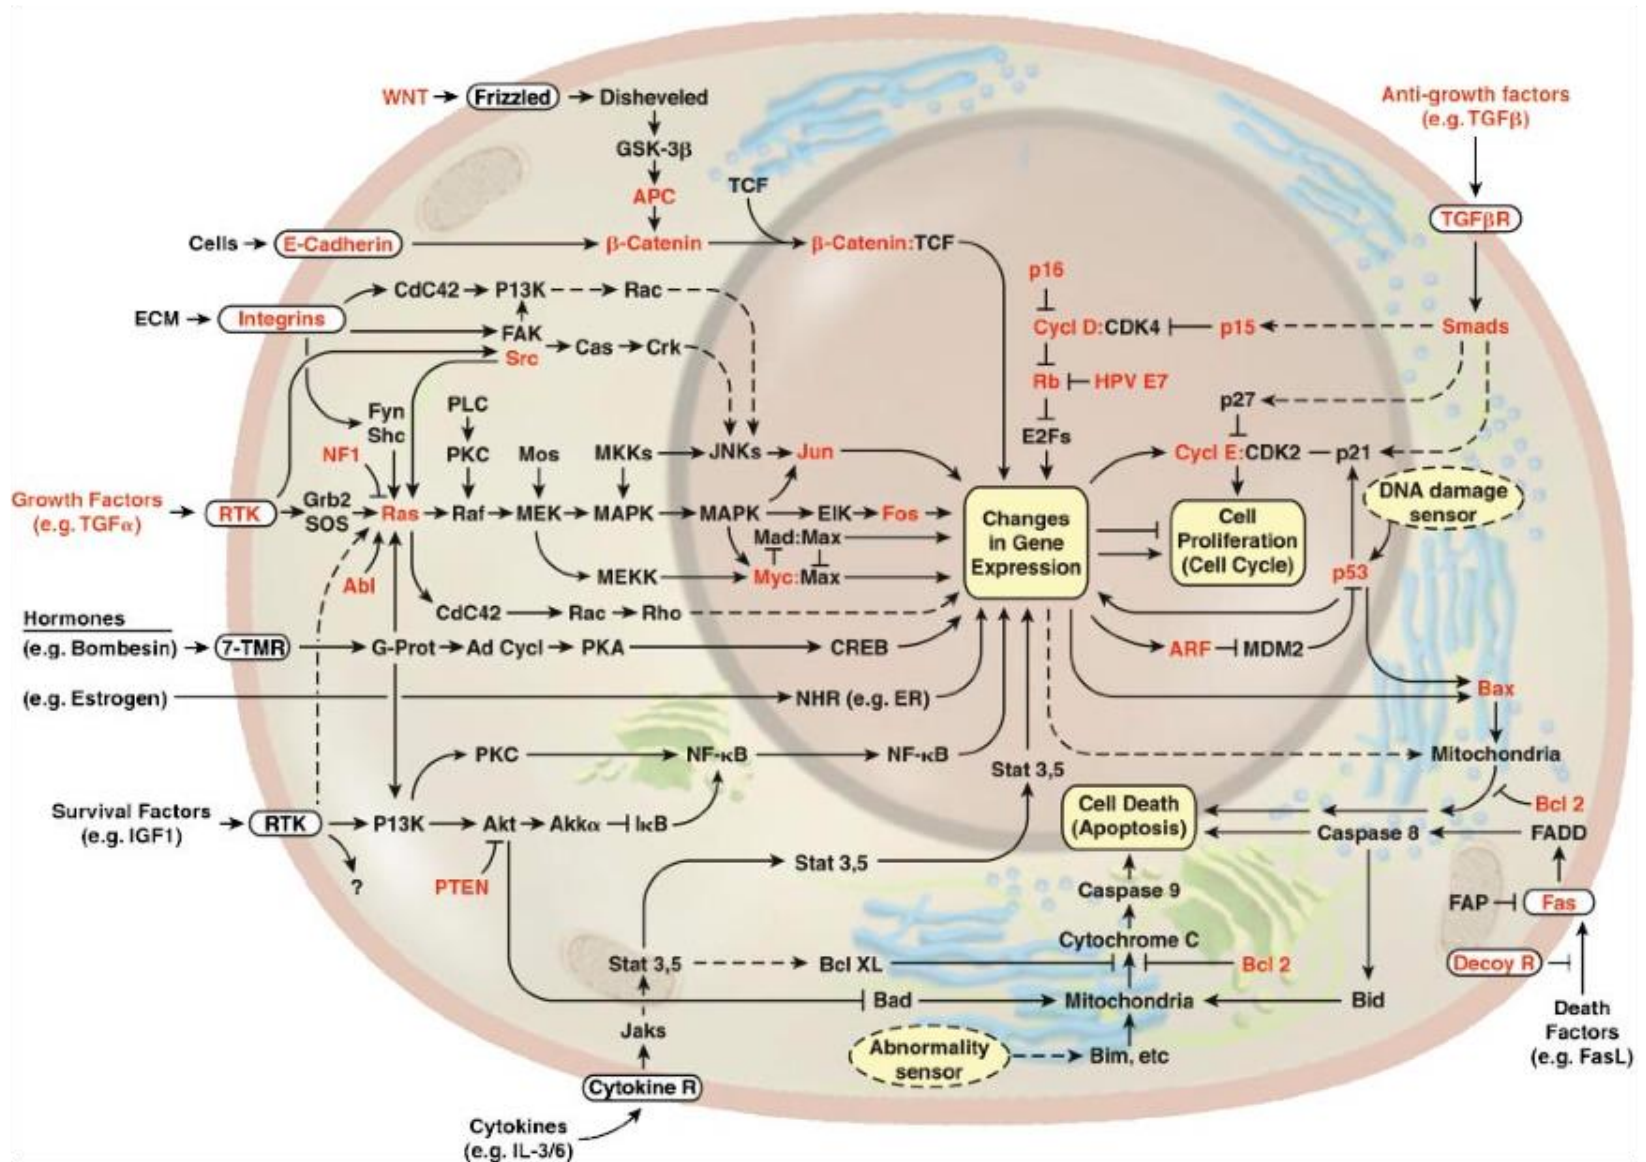 WNT
Frizzled
Disheveled
GSK-3β
APC
TCF
Cells
E-Cadherin
β-Catenin
β-Catenin:TCF
Anti-growth factors
(e.g. TGFβ)
TGFβR
Smads
CdC42
P13K
Rac
ECM
Integrins
FAK
Src
Cas
Crk
p16
Cycl D:CDK4
p15
Rb
HPV E7
E2Fs
p27
Cycl E:CDK2
p21
DNA damage
sensor
Fyn
Shc
PLC
NF1
PKC
Mos
MKKs
JNKs
Jun
Growth Factors
(e.g. TGFα)
RTK
Grb2
SOS
Ras
Raf
MEK
MAPK
MAPK
ElK
Fos
Mad:Max
Changes
in Gene
Expression
Cell
Proliferation
(Cell Cycle)
p53
Abl
MEKK
Myc:Max
CdC42
Rac
Rho
Hormones
(e.g. Bombesin)
7-TMR
G-Prot
Ad Cycl
PKA
CREB
ARF
MDM2
(e.g. Estrogen)
NHR (e.g. ER)
Bax
PKC
NF-κB
NF-κB
Stat 3,5
Mitochondria
Survival Factors
(e.g. IGF1)
RTK
P13K
Akt
Akkα
IκB
Cell Death
(Apoptosis)
Bcl 2
Caspase 8
FADD
?
PTEN
Stat 3,5
Caspase 9
FAP
Fas
Cytochrome C
Stat 3,5
Bcl XL
Bcl 2
Decoy R
Bad
Mitochondria
Bid
Death
Factors
(e.g. FasL)
Jaks
Abnormality
sensor
Bim, etc
Cytokine R
Cytokines
(e.g. IL-3/6)